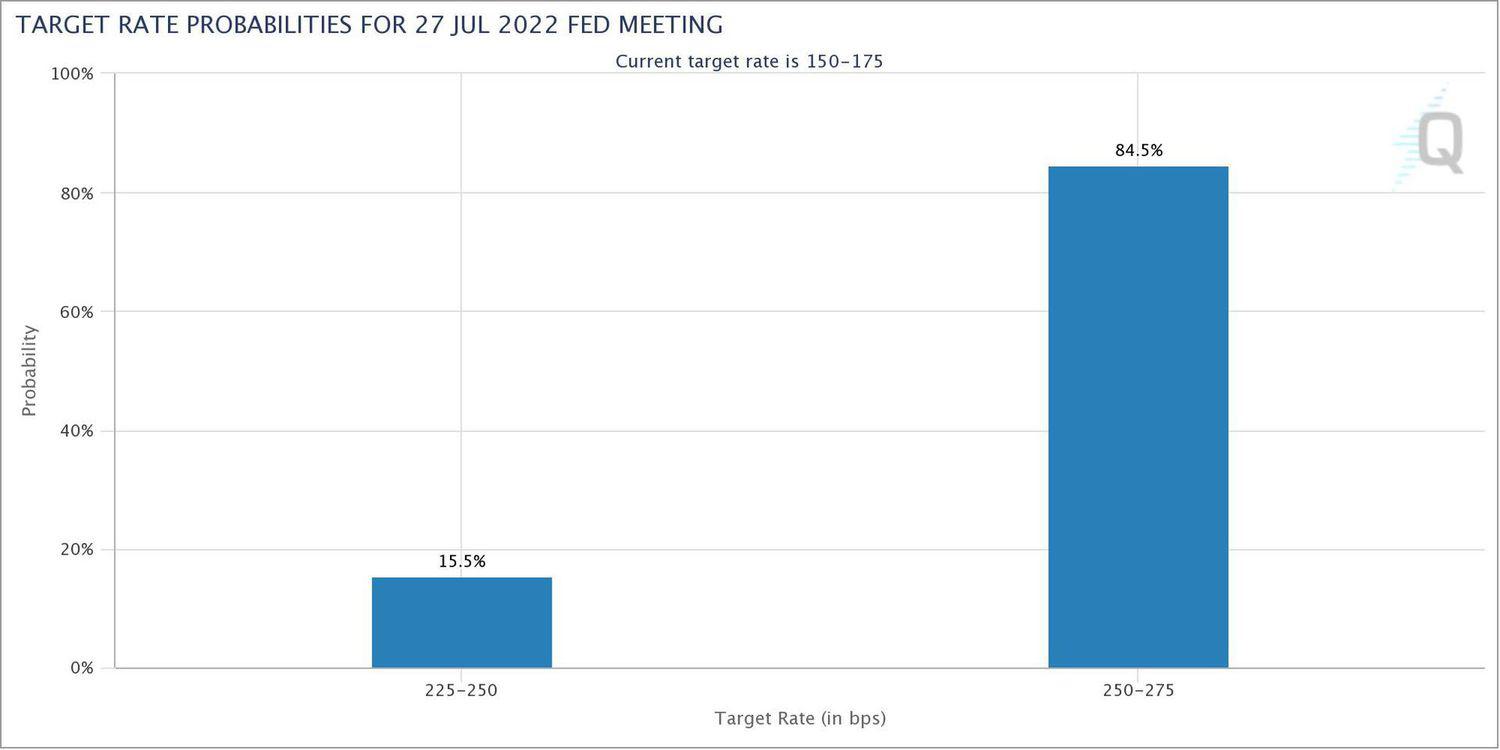 TARGET RATE PROBABILITIES FOR 27 JUL 2022 FED MEETING
Current target rate is 150–175
100%
80%
60%
40%
20%
0%
Probability
15.5%
84.5%
Q
225–250
250–275
Target Rate (in bps)